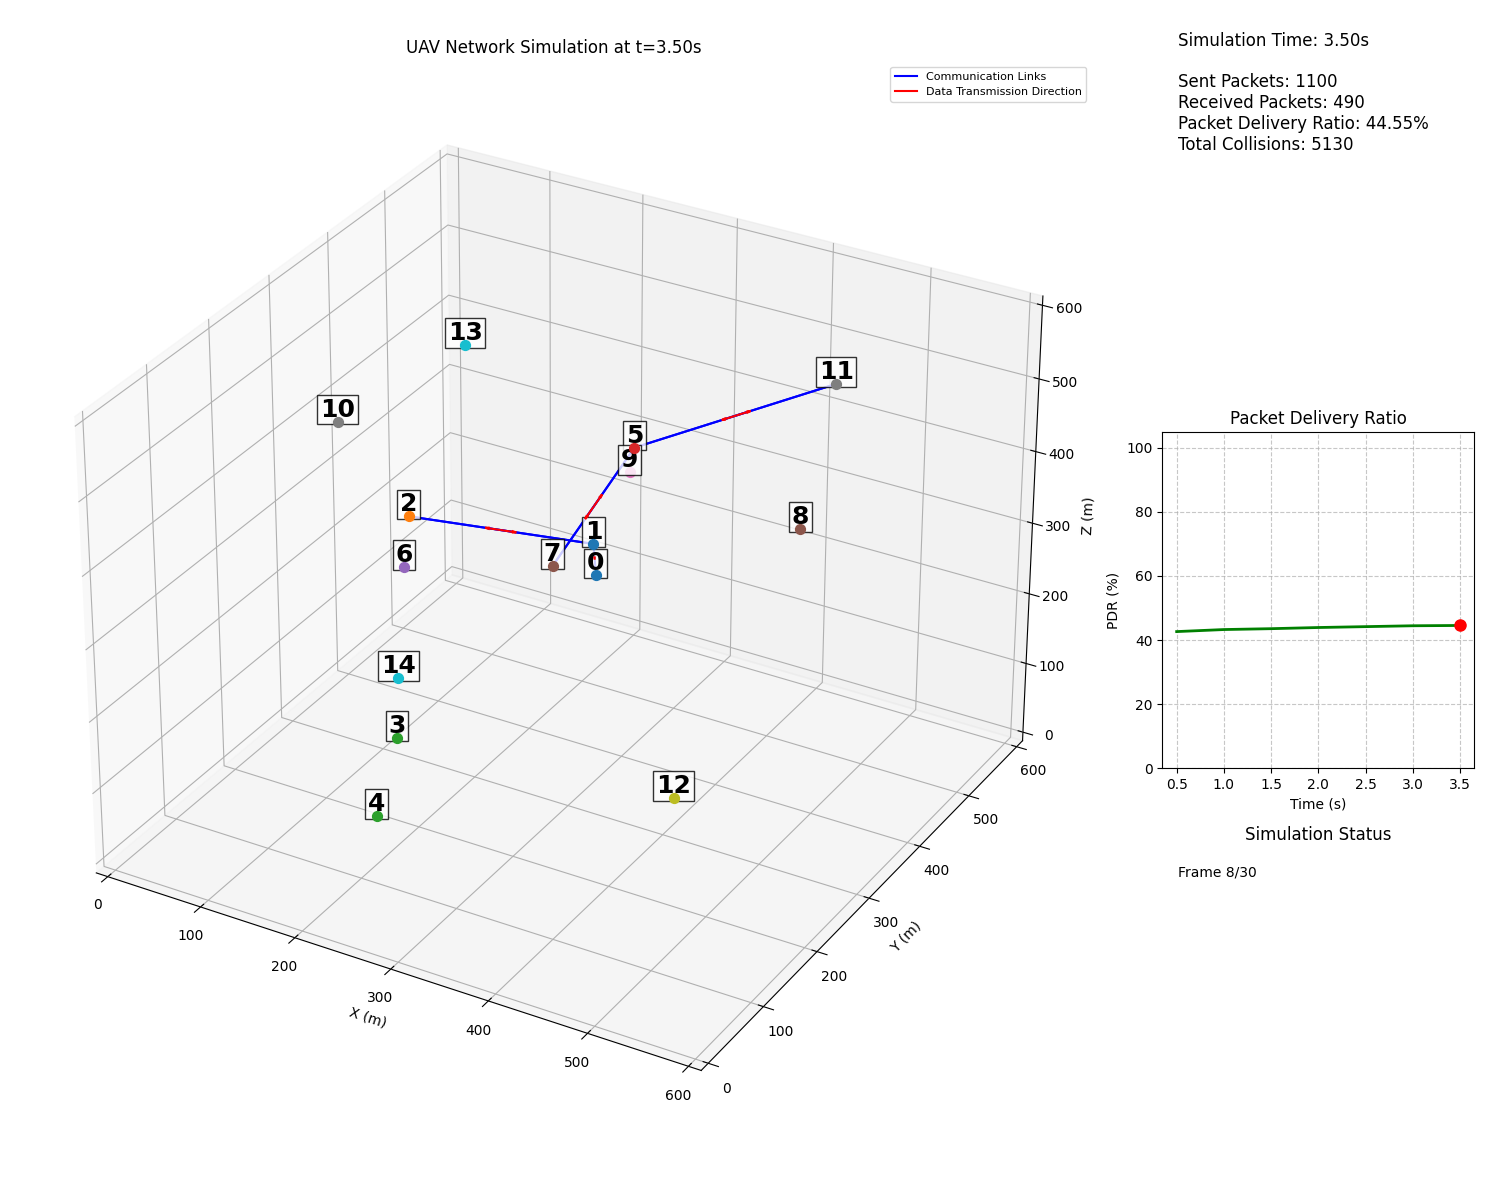 UAV Network Simulation at t=3.50s
Communication Links
Data Transmission Direction
Simulation Time: 3.50s
Sent Packets: 1100
Received Packets: 490
Packet Delivery Ratio: 44.55%
Total Collisions: 5130
13
11
10
5
9
2
8
1
7
6
0
14
3
12
4
600
500
400
300
200
100
0
Z (m)
600
500
400
300
200
100
0
Y (m)
0
100
200
300
400
500
600
X (m)
Packet Delivery Ratio
100
80
60
40
20
0
PDR (%)
0.5 1.0 1.5 2.0 2.5 3.0 3.5
Time (s)
Simulation Status
Frame 8/30